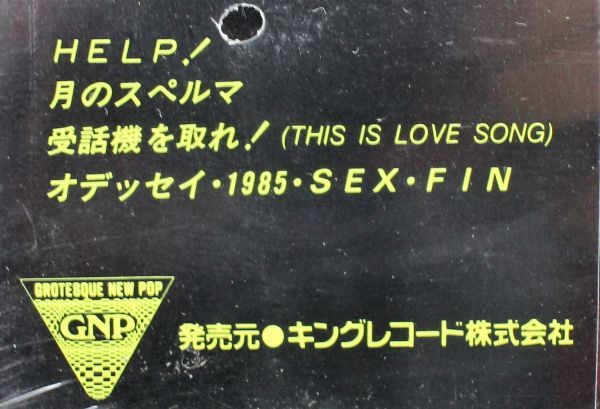 HELP!
月のスペルマ
受話機を取れ! (THIS IS LOVE SONG)
オデッセイ・1985・SEX・FIN
GROTESQUE NEW POP
GNP
発売元●キングレコード株式会社